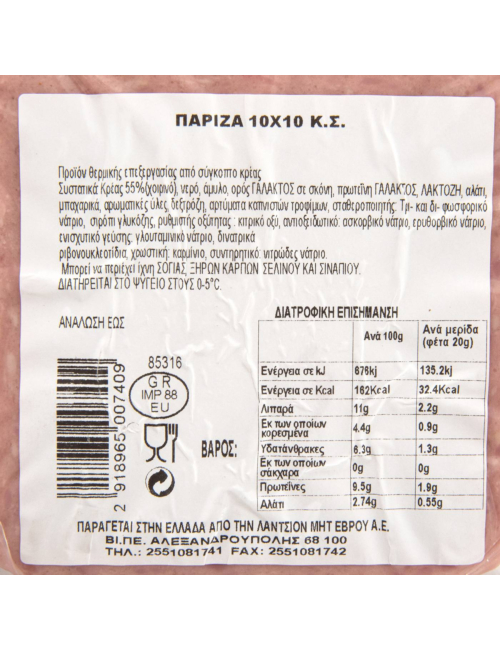 ΠΑΡΙΖΑ 10X10 Κ.Σ.
Προϊόν θερμικής επεξεργασίας από σύγκοπτο κρέας
Συστατικά Κρέας 55%(χοιρινό), νερό, άμυλο, ορός ΓΑΛΑΚΤΟΣ σε σκόνη, πρωτεΐνη ΓΑΛΑΚΤΟΣ, ΛΑΚΤΟΖΗ, αλάτι,
μπαχαρικά, αρωματικές ύλες, δεξτρόζη, αρτύματα τροφίμων, σταθεροποιητής: Τρι- και δι- φωσφορικό
νάτριο, σιρόπι γλυκόζης, ρυθμιστής οξύτητας : κιτρικό οξύ, αντιοξειδωτικό: ασκορβικό νάτριο, ερυθορβικό νάτριο,
ενισχυτικό γεύσης: γλουταμινικό νάτριο, δινατρικά
ριβονουκλεοτίδια, χρωστική: καρμίνιο, συντηρητικό: νιτρώδες νάτριο.
Μπορεί να περιέχει ίχνη ΣΟΓΙΑΣ, ΞΗΡΩΝ ΚΑΡΠΩΝ ΣΕΛΙΝΟΥ ΚΑΙ ΣΙΝΑΠΙΟΥ.
ΔΙΑΤΗΡΕΙΤΑΙ ΣΤΟ ΨΥΓΕΙΟ ΣΤΟΥΣ 0-5°C.
ΑΝΑΛΩΣΗ ΕΩΣ
ΔΙΑΤΡΟΦΙΚΗ ΕΠΙΣΗΜΑΝΣΗ
Ανά 100g Ανά μερίδα (φέτα 20g)
Ενέργεια σε kJ 676kj 135.2kj
Ενέργεια σε Kcal 162Kcal 32.4Kcal
Λιπαρά 11g 2.2g
Εκ των οποίων κορεσμένα 4.4g 0.9g
Υδατάνθρακες 6.3g 1.3g
Εκ των οποίων σάκχαρα 0g 0g
Πρωτεΐνες 9.5g 1.9g
Αλάτι 2.74g 0.55g
2 918965 007409
85316
GR
IMP 88
EU
ΒΑΡΟΣ:
ΠΑΡΑΓΕΤΑΙ ΣΤΗΝ ΕΛΛΑΔΑ ΑΠΟ ΤΗΝ ΛΑΝΤΣΙΟΝ ΜΗΤ ΕΒΡΟΥ Α.Ε.
ΒΙ.ΠΕ. ΑΛΕΞΑΝΔΡΟΥΠΟΛΗΣ 68 100
ΤΗΛ.: 2551081741 FAX: 2551081742